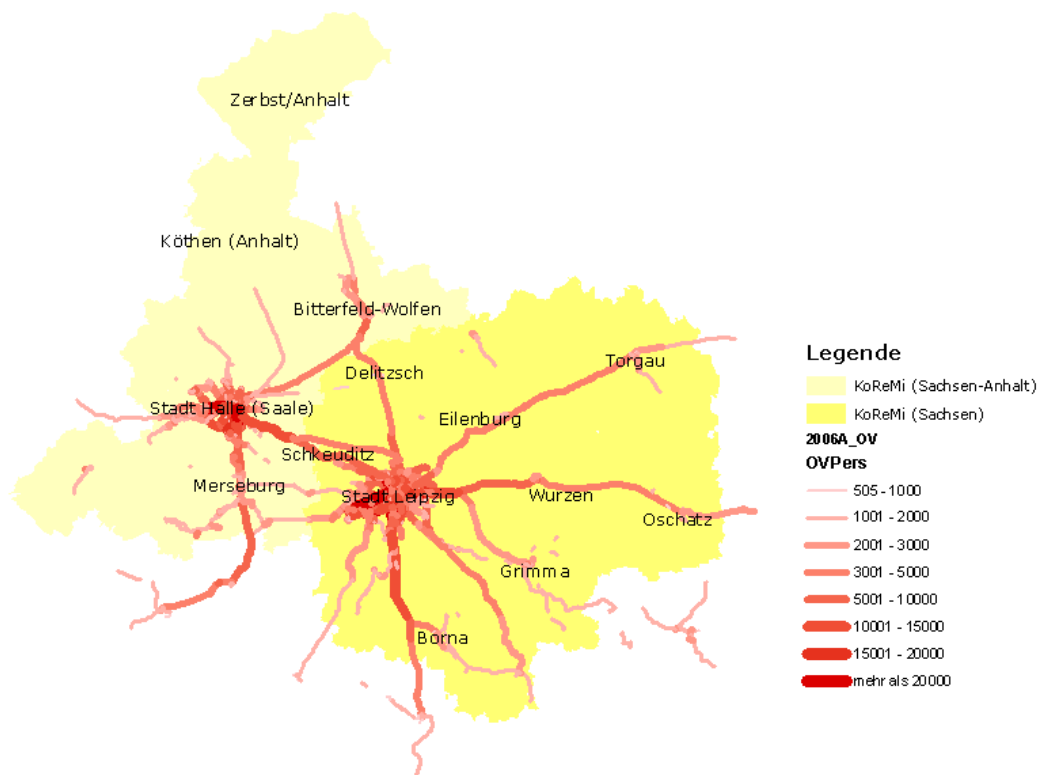 Zerbst/Anhalt
Köthen (Anhalt)
Bitterfeld-Wolfen
Delitzsch
Torgau
Stadt Halle (Saale)
Eilenburg
Schkeuditz
Merseburg
Stadt Leipzig
Wurzen
Oschatz
Grimma
Borna
Legende
KoReMi (Sachsen-Anhalt)
KoReMi (Sachsen)
2006A_OV
OVPers
505 - 1000
1001 - 2000
2001 - 3000
3001 - 5000
5001 - 10000
10001 - 15000
15001 - 20000
mehr als 20000